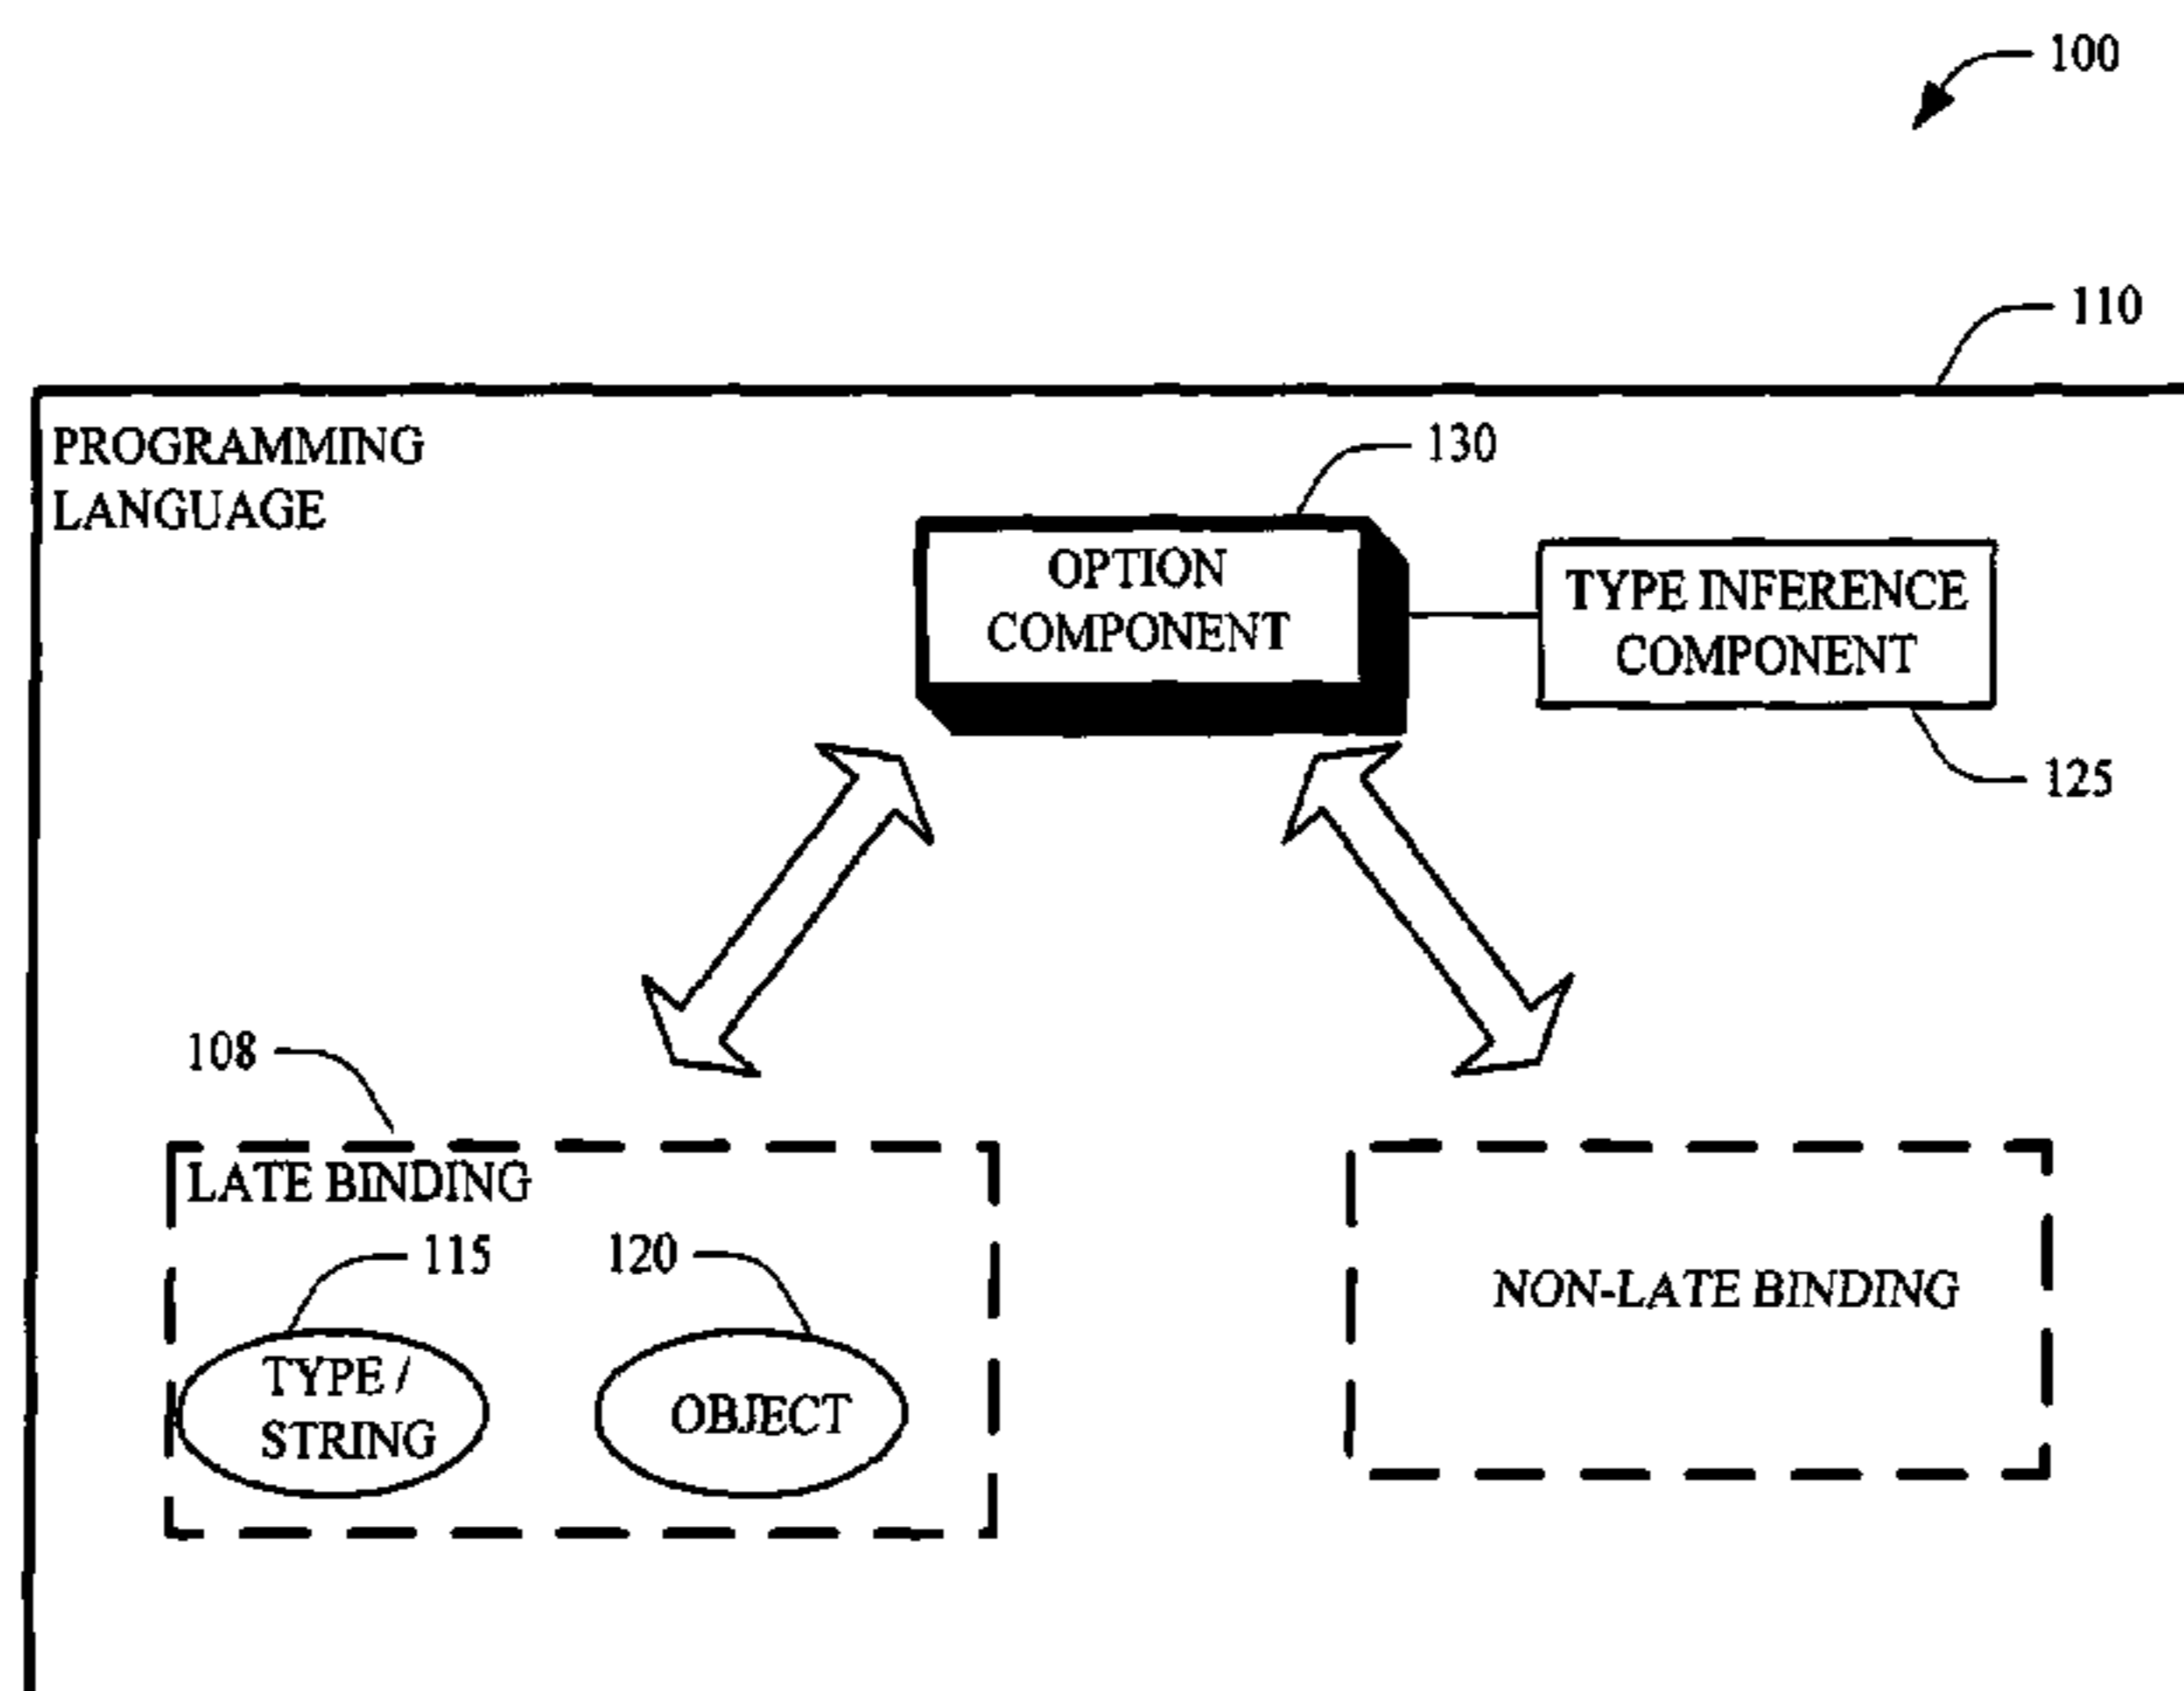 100
110
PROGRAMMING
LANGUAGE
130
OPTION
COMPONENT
TYPE INFERENCE
COMPONENT
125
108
LATE BINDING
115
120
TYPE /
STRING
OBJECT
NON-LATE BINDING